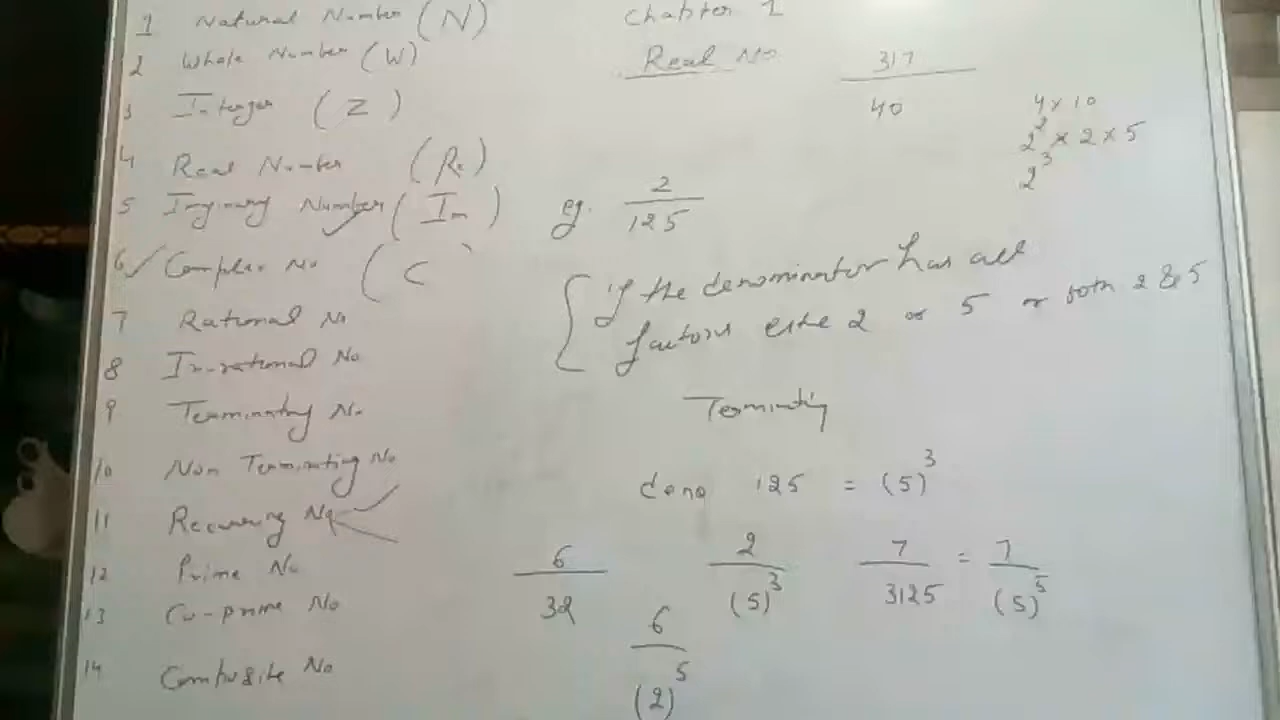 1 Natural Number (N)
2 Whole Number (W)
3 Integer (Z)
4 Real Number (Re)
5 Imginary Number (Im)
6 ✓ Complex No (C
7 Rational No
8 Ir-rational No
9 Terminating No
10 Non Terminating No
11 Recurring No
12 Prime No
13 Co-prime No
14 Composite No
Chapter 1
Real No
317
40
4 x 10
2² x 2 x 5
2³
eg. 2
125
if the denominator has all
factors 2 or 5 or both 2 & 5
Terminating
deno 125 = (5)³
6
32
2
(5)³
7 = 7
3125 (5)⁵
6
(2)⁵